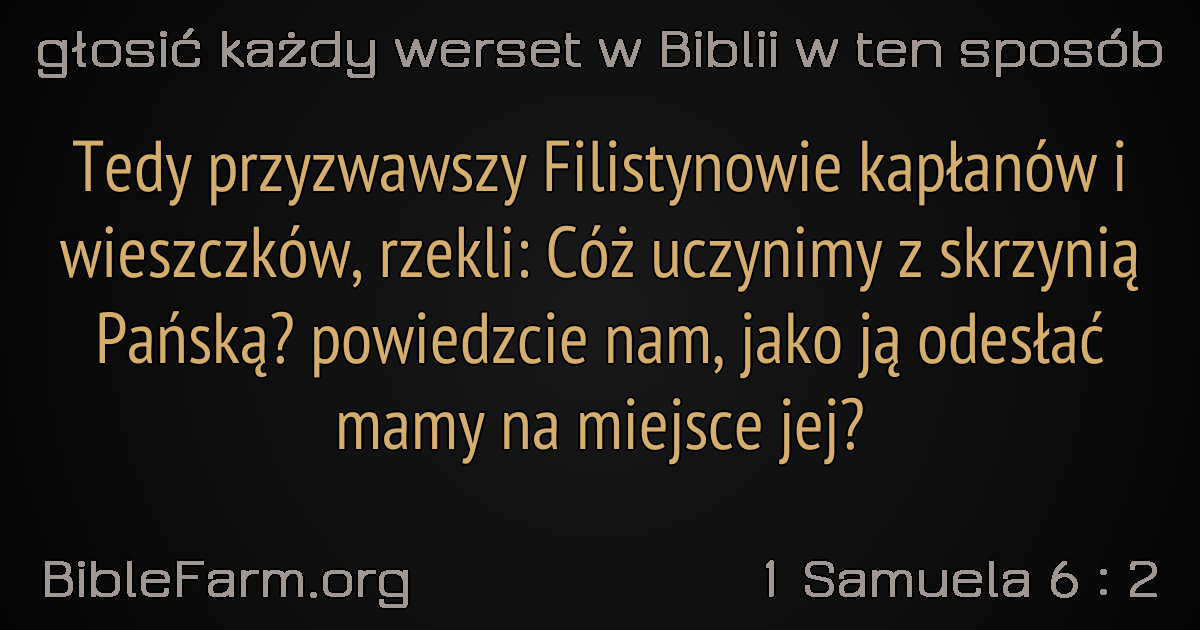 głosić każdy werset w Biblii w ten sposób
Tedy przyzwawszy Filistynowie kapłanów i
wieszczków, rzekli: Cóż uczynimy z skrzynią
Pańską? powiedzcie nam, jako ją odesłać
mamy na miejsce jej?
BibleFarm.org
1 Samuela 6 : 2